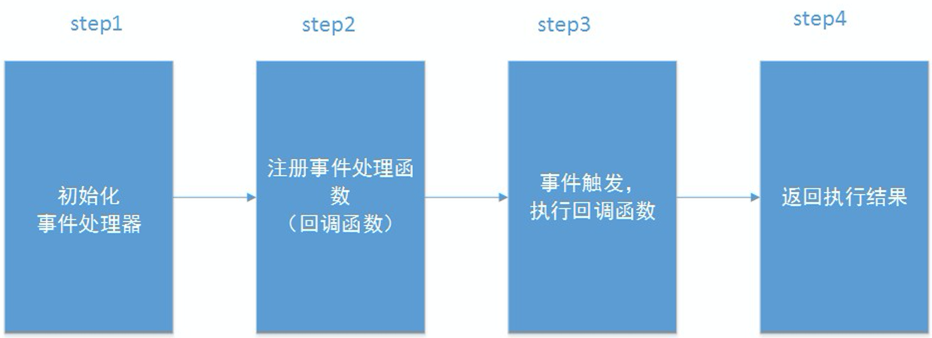 step1
step2
step3
step4
初始化
事件处理器
注册事件处理函
数
（回调函数）
事件触发，
执行回调函数
返回执行结果